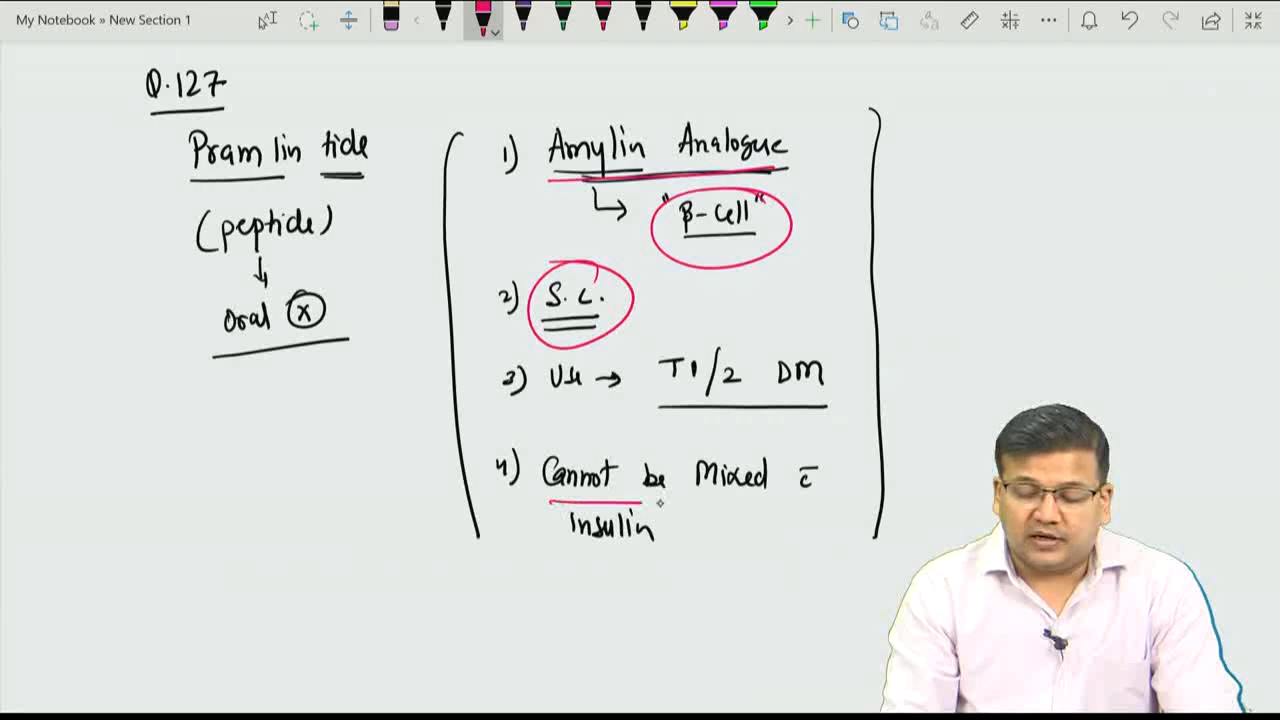 My Notebook » New Section 1
Q.127
Pramlintide
(peptide)
oral x
1) Amylin Analogue
"β-cell"
2) S.C.
3) Use → T1/2 DM
4) Cannot be Mixed c̄
Insulin